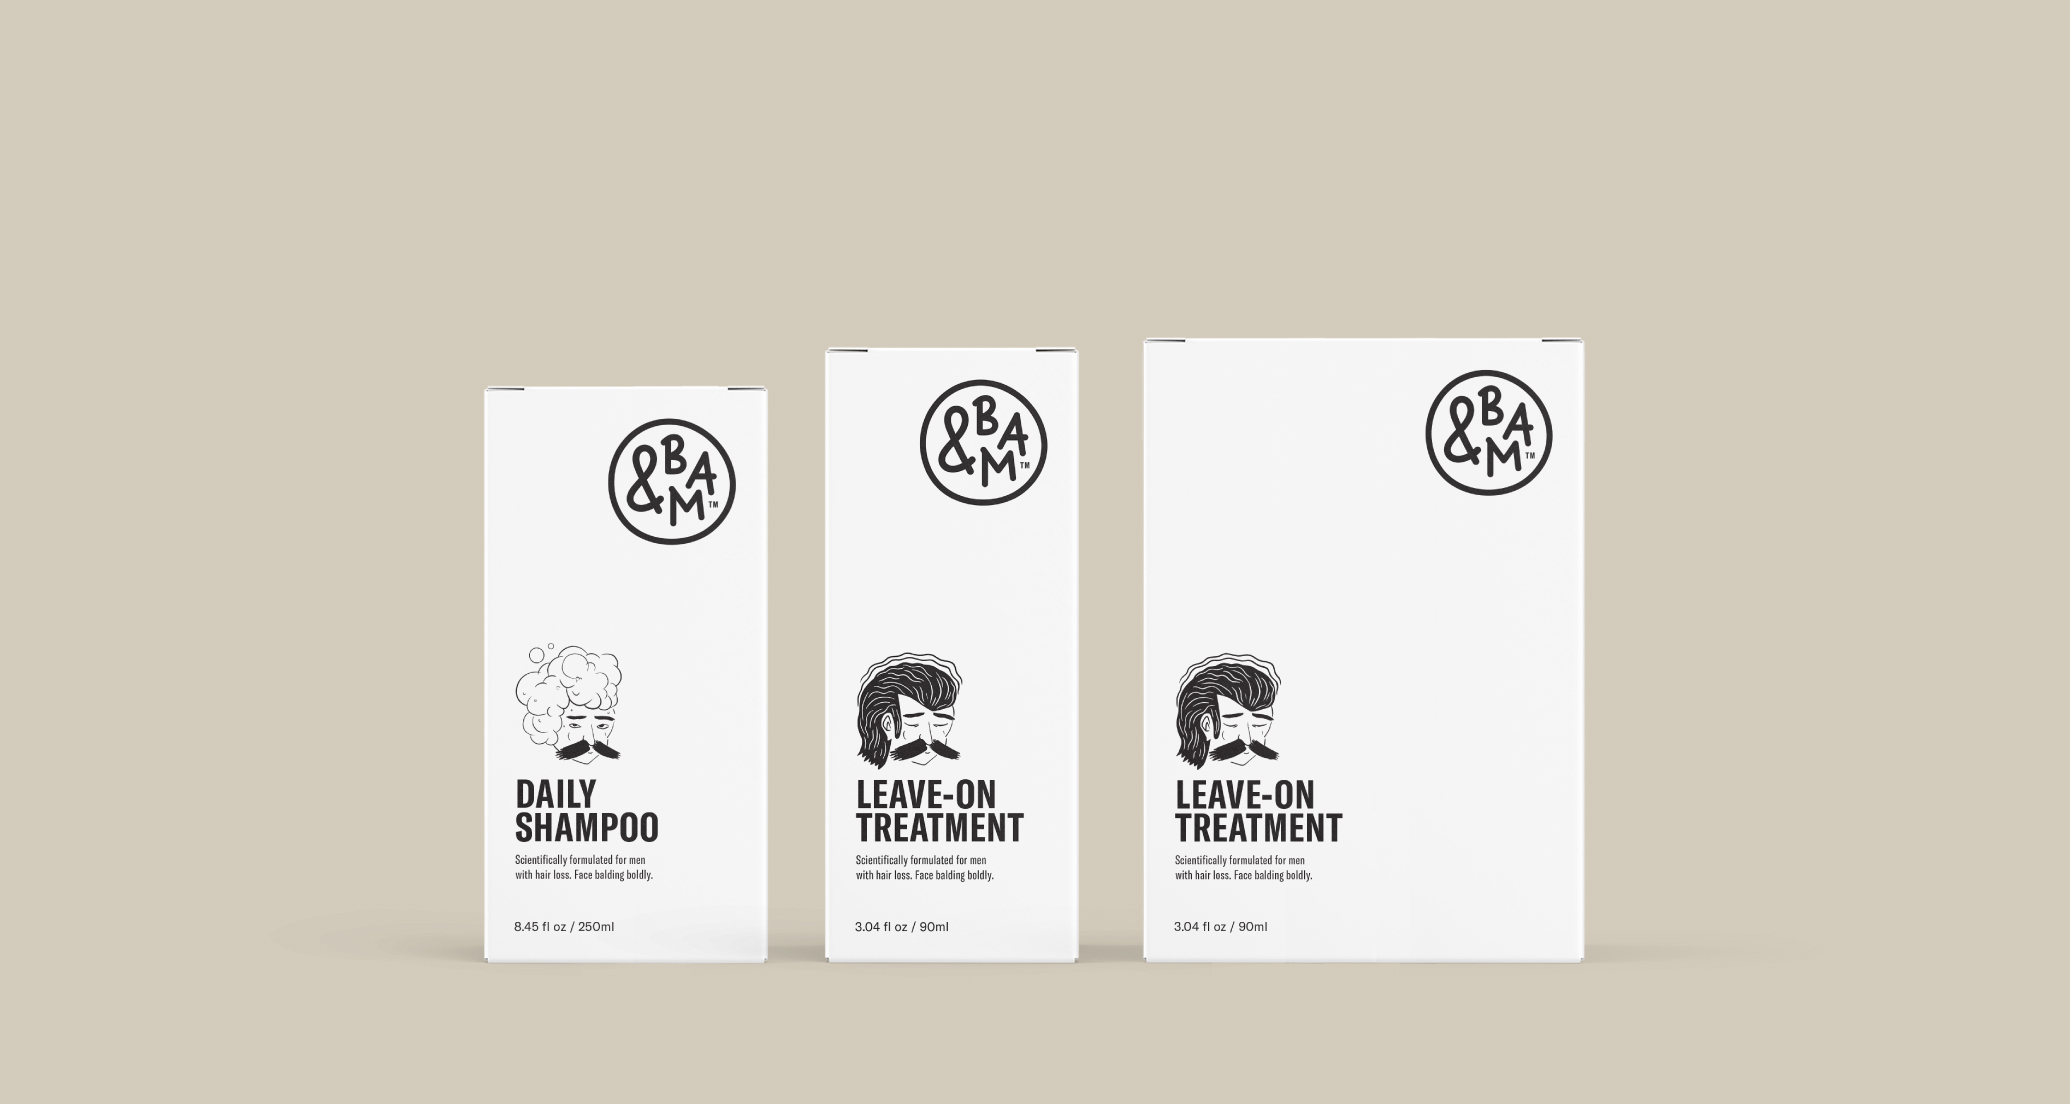 &BAM™
DAILY
SHAMPOO
Scientifically formulated for men
with hair loss. Face balding boldly.
8.45 fl oz / 250ml
&BAM™
LEAVE-ON
TREATMENT
Scientifically formulated for men
with hair loss. Face balding boldly.
3.04 fl oz / 90ml
&BAM™
LEAVE-ON
TREATMENT
Scientifically formulated for men
with hair loss. Face balding boldly.
3.04 fl oz / 90ml